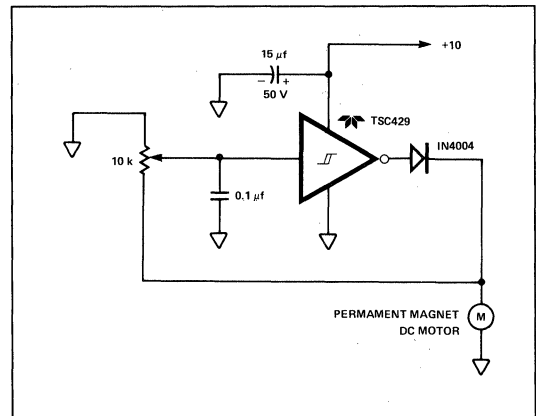 +10
15 µf
– +
50 V
TSC429
IN4004
10 k
0.1 µf
PERMAMENT MAGNET
DC MOTOR
M